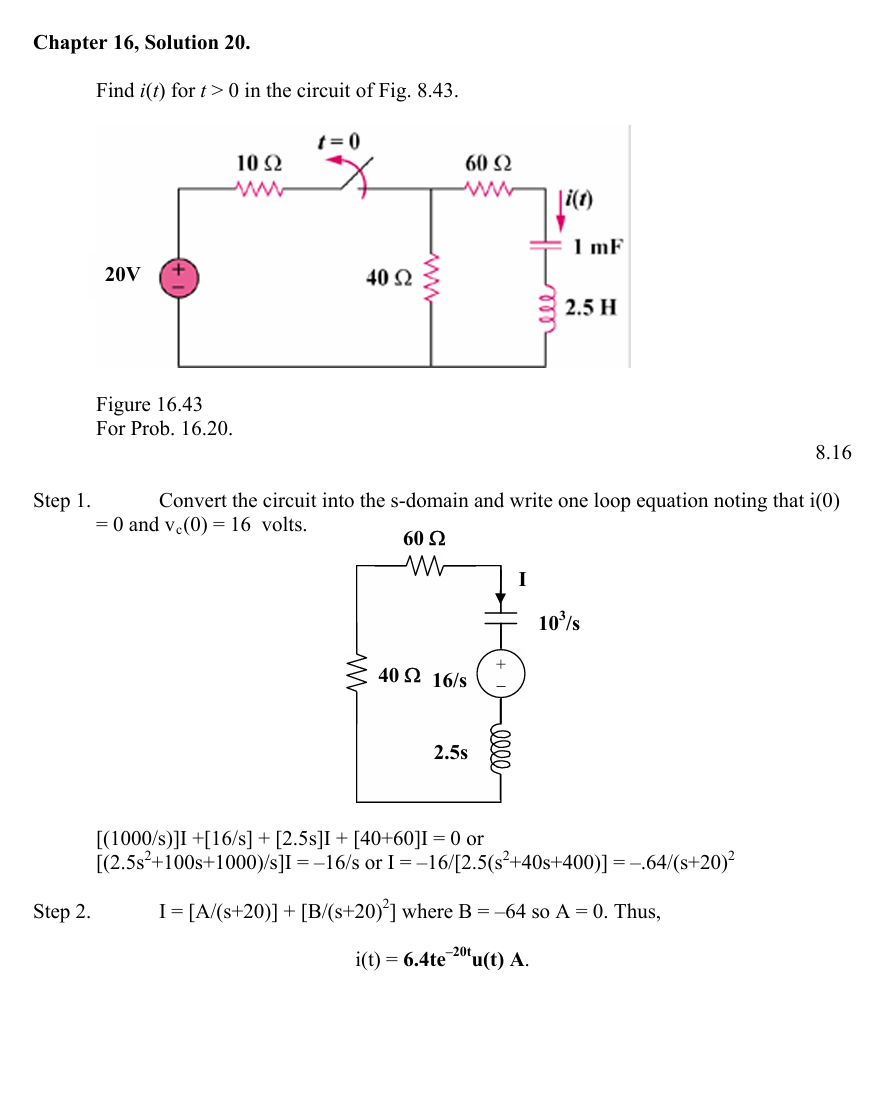 Chapter 16, Solution 20.
Find i(t) for t > 0 in the circuit of Fig. 8.43.
t = 0
10 Ω
60 Ω
i(t)
1 mF
20V
+
–
40 Ω
2.5 H
Figure 16.43
For Prob. 16.20.
8.16
Step 1. Convert the circuit into the s-domain and write one loop equation noting that i(0)
= 0 and vc(0) = 16 volts.
60 Ω
I
10³/s
40 Ω
16/s
+
–
2.5s
[(1000/s)]I +[16/s] + [2.5s]I + [40+60]I = 0 or
[(2.5s²+100s+1000)/s]I = –16/s or I = –16/[2.5(s²+40s+400)] = –.64/(s+20)²
Step 2. I = [A/(s+20)] + [B/(s+20)²] where B = –64 so A = 0. Thus,
i(t) = 6.4te⁻²⁰ᵗu(t) A.